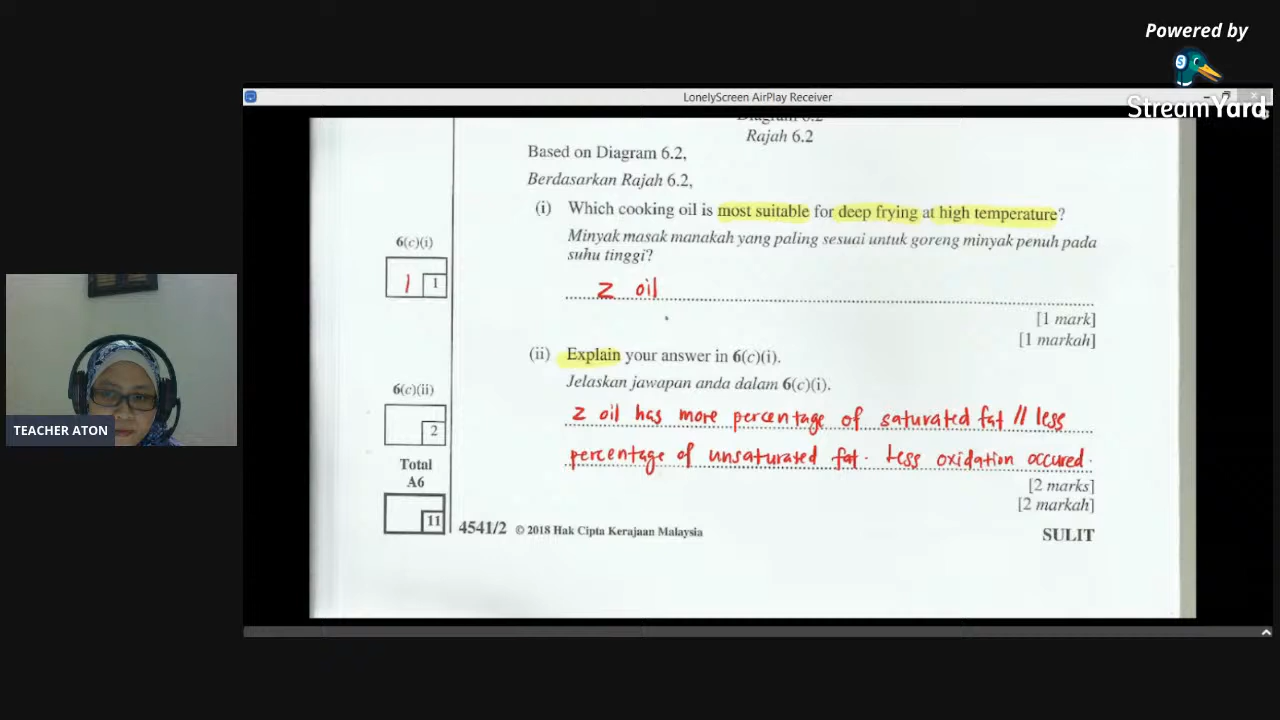 Powered by
StreamYard
LonelyScreen AirPlay Receiver
Diagram 6.2
Rajah 6.2
Based on Diagram 6.2,
Berdasarkan Rajah 6.2,
(i) Which cooking oil is most suitable for deep frying at high temperature?
Minyak masak manakah yang paling sesuai untuk goreng minyak penuh pada
suhu tinggi?
6(c)(i)
1 1
z oil
[1 mark]
[1 markah]
(ii) Explain your answer in 6(c)(i).
Jelaskan jawapan anda dalam 6(c)(i).
6(c)(ii)
2
z oil has more percentage of saturated fat // less
percentage of unsaturated fat. Less oxidation occured.
[2 marks]
[2 markah]
Total
A6
11
4541/2 © 2018 Hak Cipta Kerajaan Malaysia
SULIT
TEACHER ATON